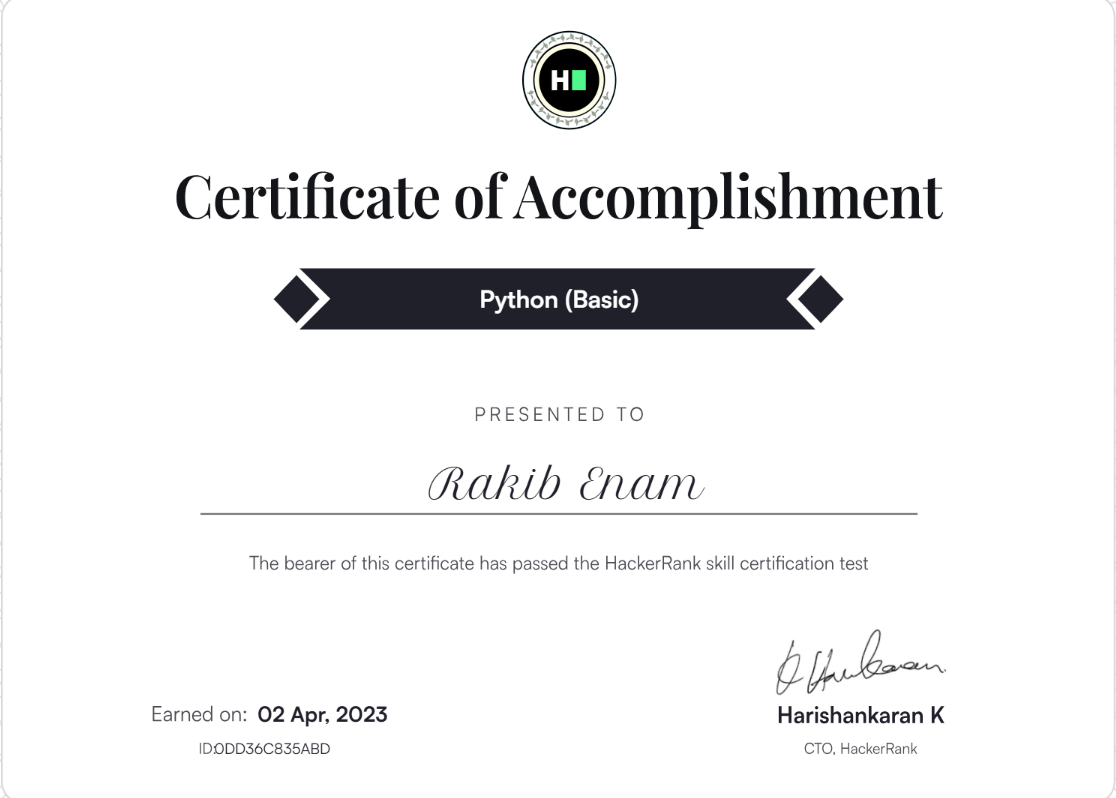 H
Certificate of Accomplishment
Python (Basic)
PRESENTED TO
Rakib Enam
The bearer of this certificate has passed the HackerRank skill certification test
Earned on: 02 Apr, 2023
ID:0DD36C835ABD
Harishankaran K
CTO, HackerRank